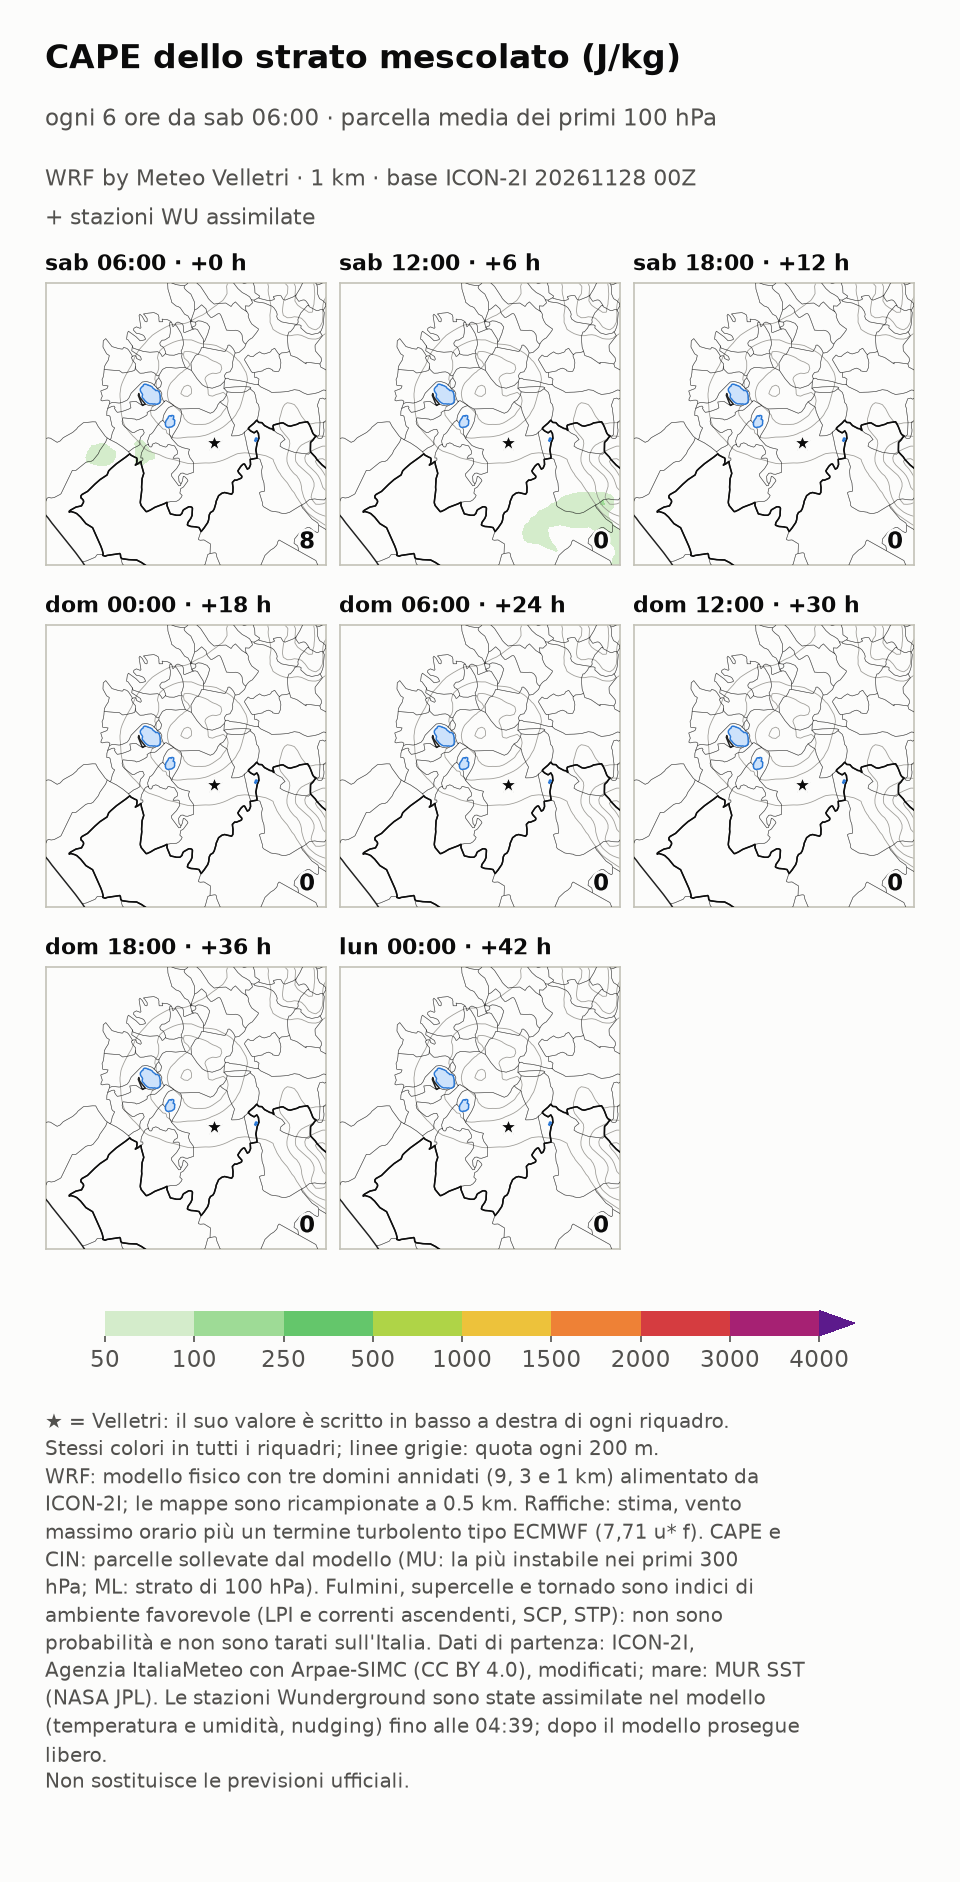 CAPE dello strato mescolato (J/kg)
ogni 6 ore da sab 06:00 · parcella media dei primi 100 hPa
WRF by Meteo Velletri · 1 km · base ICON-2I 20261128 00Z
+ stazioni WU assimilate
sab 06:00 · +0 h
sab 12:00 · +6 h
sab 18:00 · +12 h
8
0
0
dom 00:00 · +18 h
dom 06:00 · +24 h
dom 12:00 · +30 h
0
0
0
dom 18:00 · +36 h
lun 00:00 · +42 h
0
0
50 100 250 500 1000 1500 2000 3000 4000
★ = Velletri: il suo valore è scritto in basso a destra di ogni riquadro.
Stessi colori in tutti i riquadri; linee grigie: quota ogni 200 m.
WRF: modello fisico con tre domini annidati (9, 3 e 1 km) alimentato da
ICON-2I; le mappe sono ricampionate a 0.5 km. Raffiche: stima, vento
massimo orario più un termine turbolento tipo ECMWF (7,71 u* f). CAPE e
CIN: parcelle sollevate dal modello (MU: la più instabile nei primi 300
hPa; ML: strato di 100 hPa). Fulmini, supercelle e tornado sono indici di
ambiente favorevole (LPI e correnti ascendenti, SCP, STP): non sono
probabilità e non sono tarati sull'Italia. Dati di partenza: ICON-2I,
Agenzia ItaliaMeteo con Arpae-SIMC (CC BY 4.0), modificati; mare: MUR SST
(NASA JPL). Le stazioni Wunderground sono state assimilate nel modello
(temperatura e umidità, nudging) fino alle 04:39; dopo il modello prosegue
libero.
Non sostituisce le previsioni ufficiali.